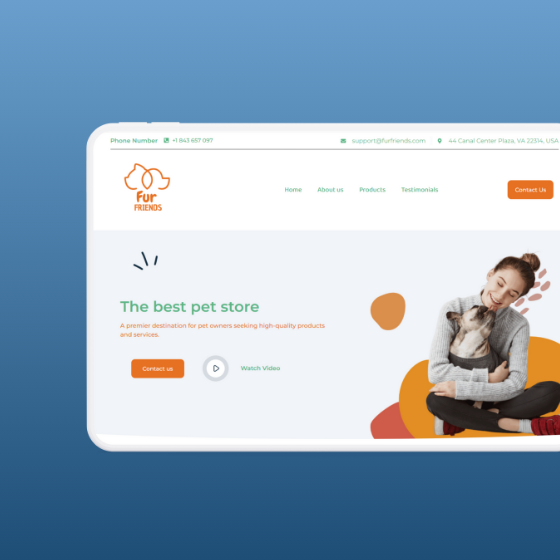 Phone Number +1 843 657 097 support@furfriends.com 44 Canal Center Plaza, VA 22314, USA
Fur
FRIENDS
Home About us Products Testimonials Contact Us
The best pet store
A premier destination for pet owners seeking high-quality products
and services.
Contact us Watch Video